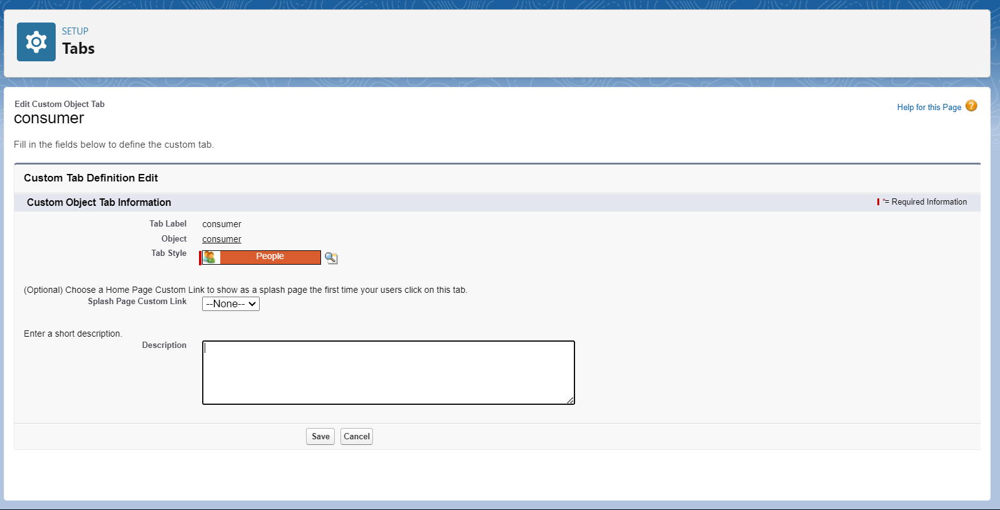 SETUP
Tabs
Edit Custom Object Tab
consumer
Help for this Page ?
Fill in the fields below to define the custom tab.
Custom Tab Definition Edit
Custom Object Tab Information
*= Required Information
Tab Label consumer
Object consumer
Tab Style People
(Optional) Choose a Home Page Custom Link to show as a splash page the first time your users click on this tab.
Splash Page Custom Link --None--
Enter a short description.
Description
Save Cancel